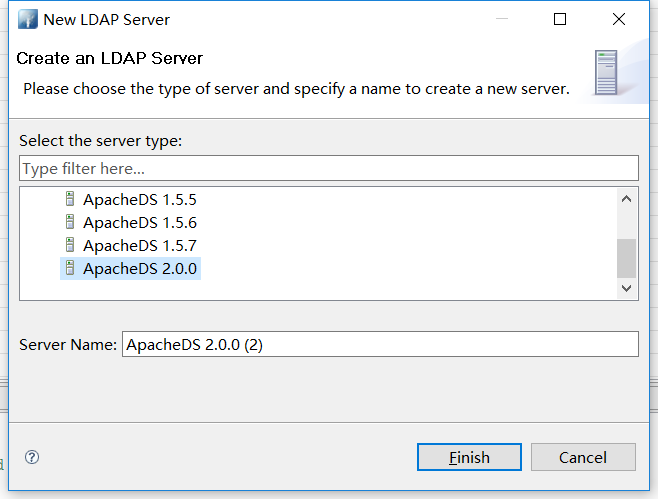 New LDAP Server
Create an LDAP Server
Please choose the type of server and specify a name to create a new server.
Select the server type:
Type filter here...
ApacheDS 1.5.5
ApacheDS 1.5.6
ApacheDS 1.5.7
ApacheDS 2.0.0
Server Name: ApacheDS 2.0.0 (2)
? Finish Cancel